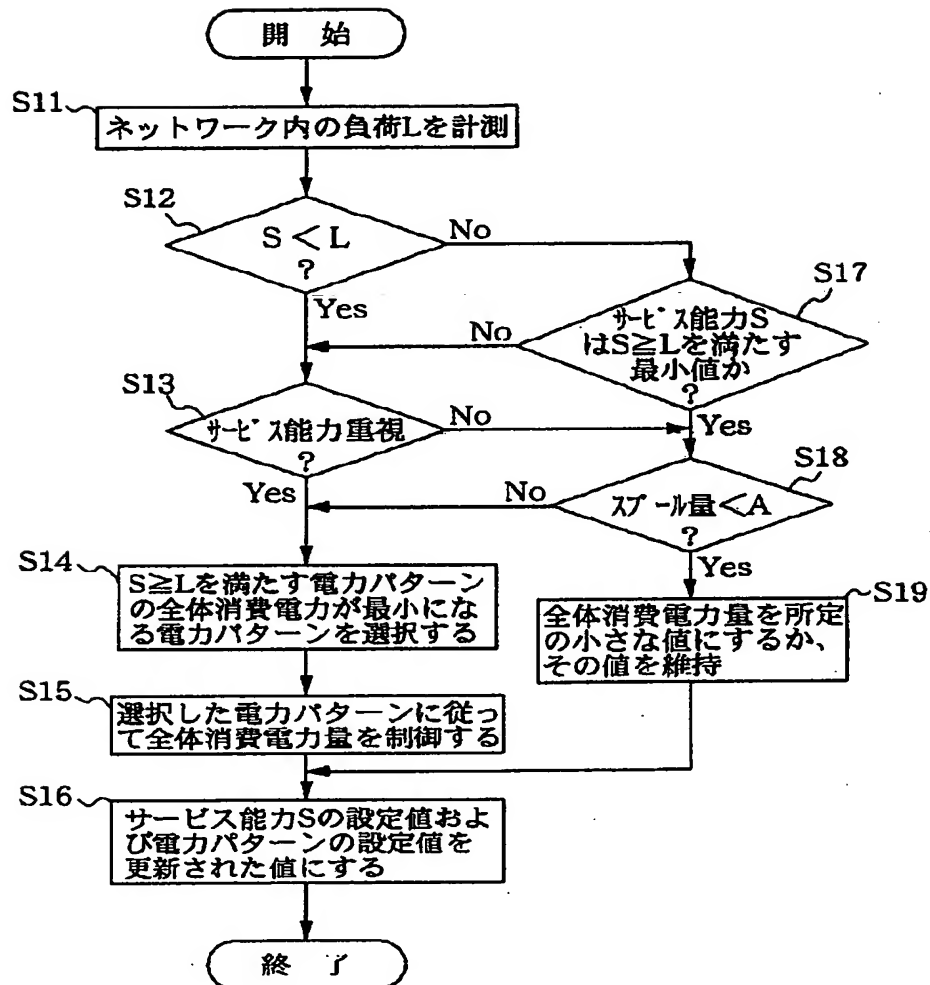 開 始
S11
ネットワーク内の負荷Lを計測
S12
S<L
?
No
Yes
S17
サービス能力S
はS≧Lを満たす
最小値か
?
No
Yes
S13
サービス能力重視
?
No
Yes
S18
スプール量<A
?
No
Yes
S14
S≧Lを満たす電力パターン
の全体消費電力が最小にな
る電力パターンを選択する
S19
全体消費電力量を所定
の小さな値にするか、
その値を維持
S15
選択した電力パターンに従っ
て全体消費電力量を制御する
S16
サービス能力Sの設定値およ
び電力パターンの設定値を
更新された値にする
終 了